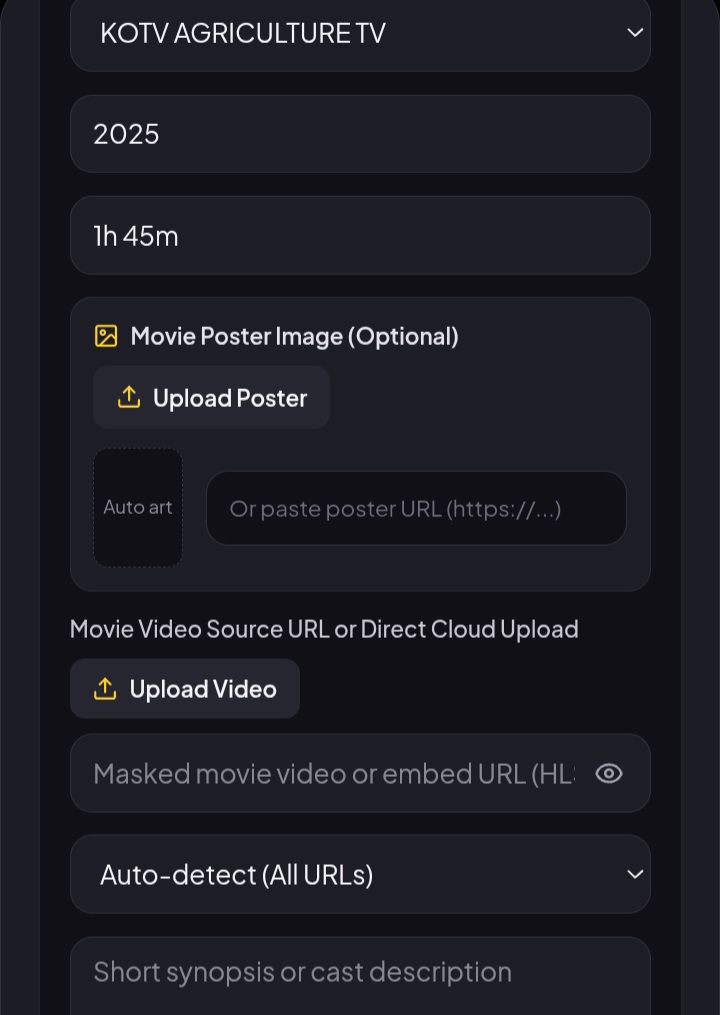 KOTV AGRICULTURE TV
2025
1h 45m
Movie Poster Image (Optional)
Upload Poster
Auto art
Or paste poster URL (https://...)
Movie Video Source URL or Direct Cloud Upload
Upload Video
Masked movie video or embed URL (HL
Auto-detect (All URLs)
Short synopsis or cast description